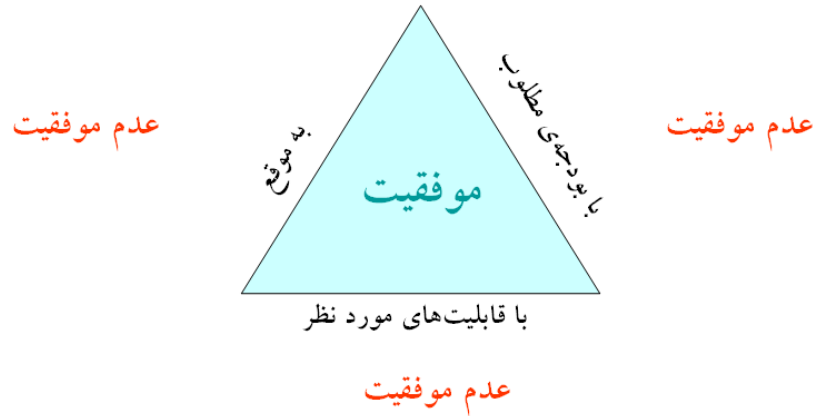 با بودجه‌ی مطلوب
عدم موفقیت
به موقع
عدم موفقیت
موفقیت
با قابلیت‌های مورد نظر
عدم موفقیت